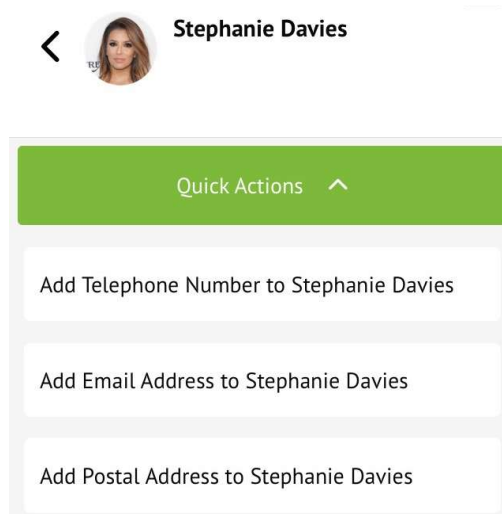 Stephanie Davies
Quick Actions
Add Telephone Number to Stephanie Davies
Add Email Address to Stephanie Davies
Add Postal Address to Stephanie Davies